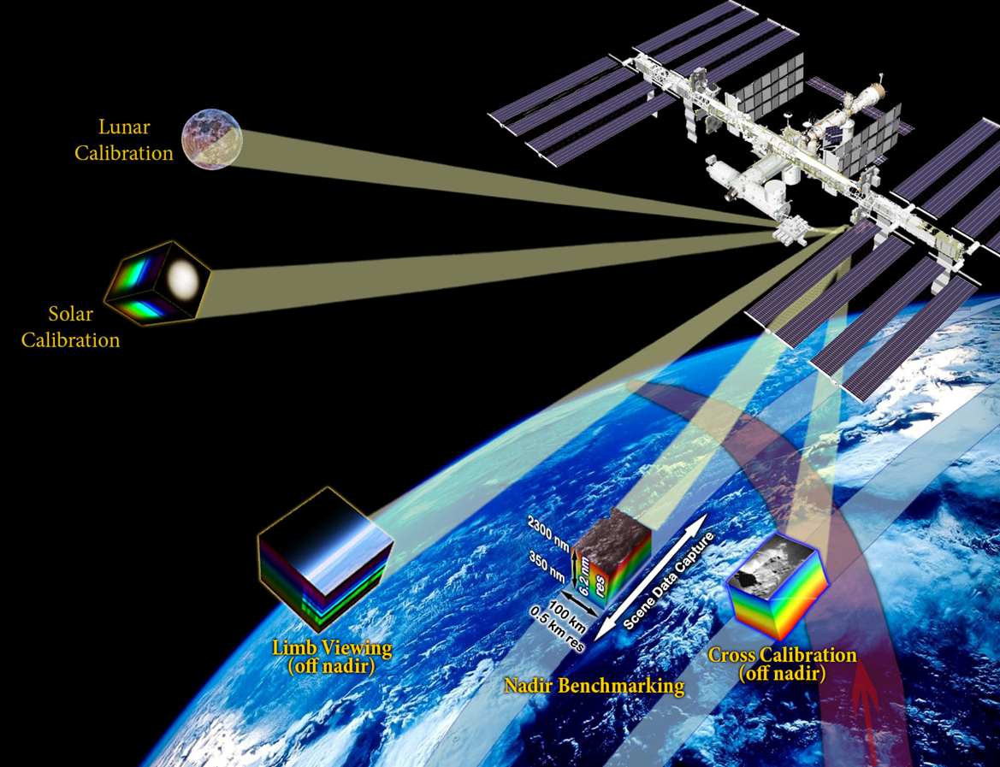 Lunar
Calibration
Solar
Calibration
2300 nm
350 nm
6.2 nm
res
100 km
0.5 km res
Scene Data Capture
Limb Viewing
(off nadir)
Nadir Benchmarking
Cross Calibration
(off nadir)